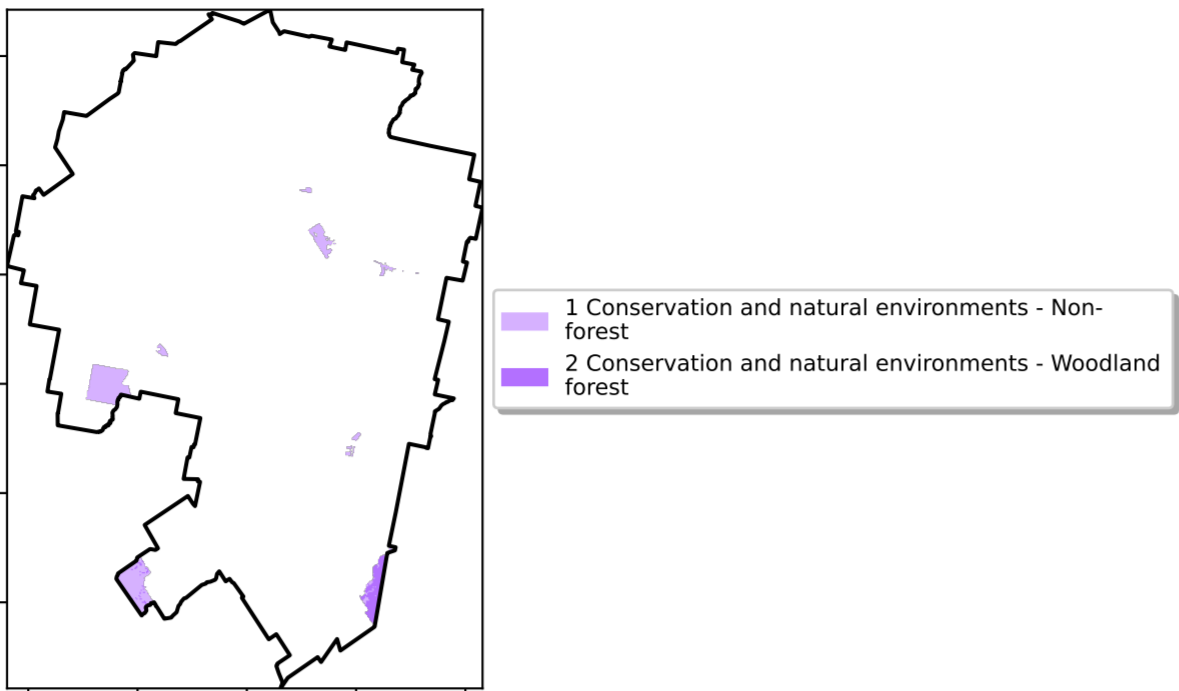 1 Conservation and natural environments - Non-
forest
2 Conservation and natural environments - Woodland
forest